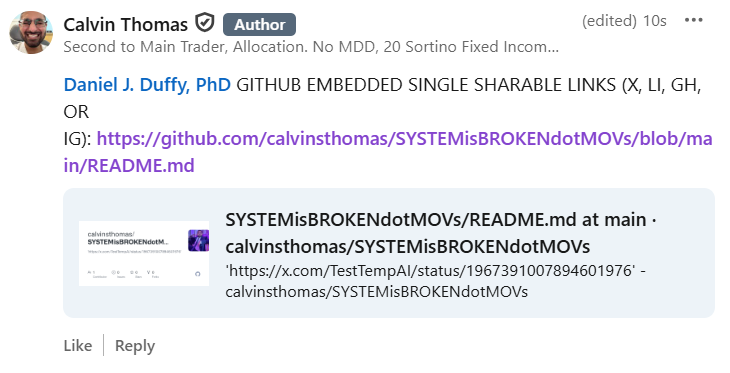 Calvin Thomas Author (edited) 10s
Second to Main Trader, Allocation. No MDD, 20 Sortino Fixed Incom...
Daniel J. Duffy, PhD GITHUB EMBEDDED SINGLE SHARABLE LINKS (X, LI, GH,
OR
IG): https://github.com/calvinsthomas/SYSTEMisBROKENdotMOVs/blob/ma
in/README.md
calvinsthomas/
SYSTEMisBROKENdotM...
SYSTEMisBROKENdotMOVs/README.md at main ·
calvinsthomas/SYSTEMisBROKENdotMOVs
'https://x.com/TestTempAI/status/1967391007894601976' -
calvinsthomas/SYSTEMisBROKENdotMOVs
Like Reply